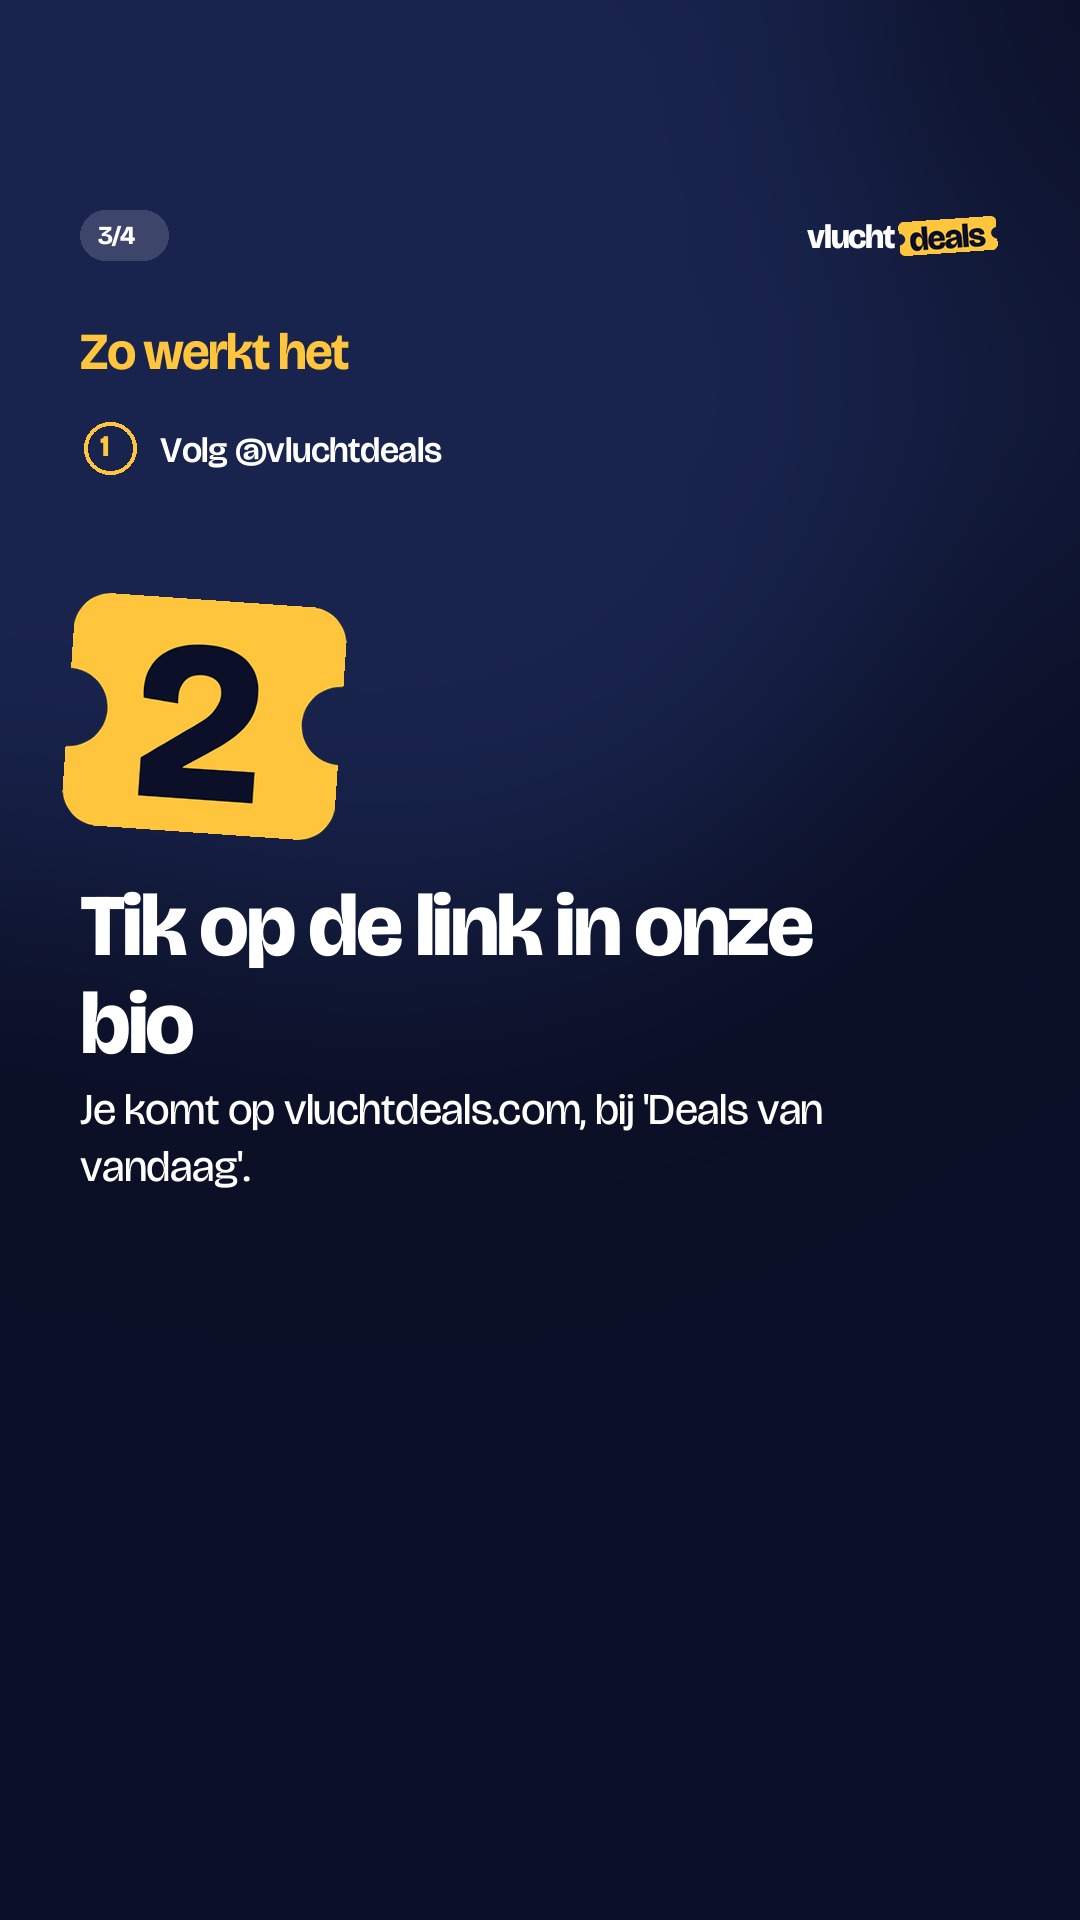 3/4
vlucht deals
Zo werkt het
1 Volg @vluchtdeals
2
Tik op de link in onze
bio
Je komt op vluchtdeals.com, bij 'Deals van
vandaag'.